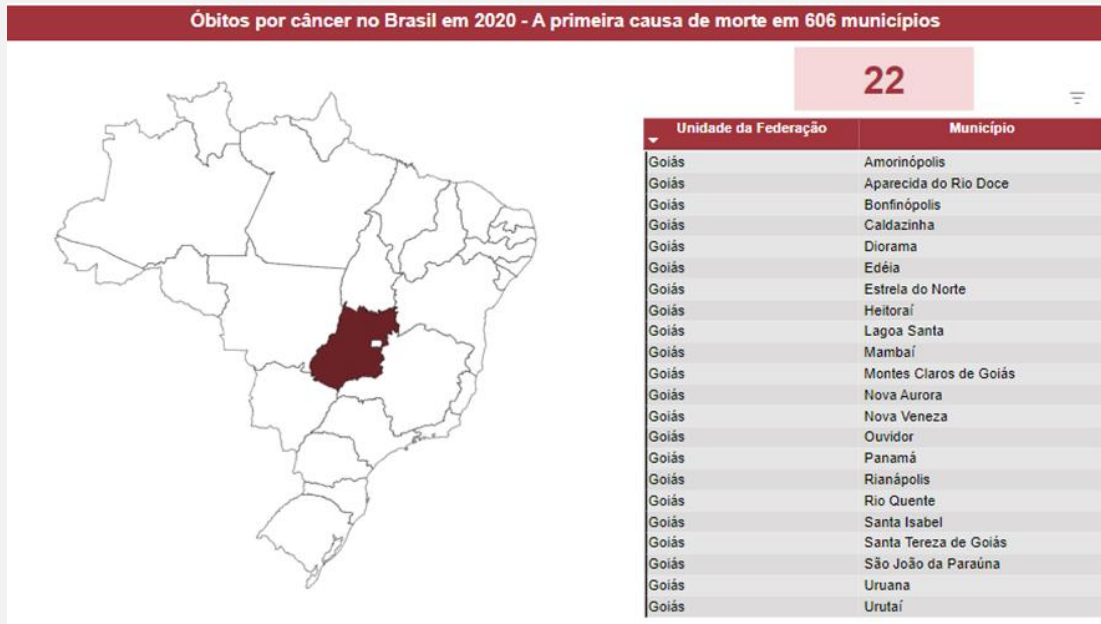 Óbitos por câncer no Brasil em 2020 - A primeira causa de morte em 606 municípios
22
Unidade da Federação Município
Goiás Amorinópolis
Goiás Aparecida do Rio Doce
Goiás Bonfinópolis
Goiás Caldazinha
Goiás Diorama
Goiás Edéia
Goiás Estrela do Norte
Goiás Heitoraí
Goiás Lagoa Santa
Goiás Mambaí
Goiás Montes Claros de Goiás
Goiás Nova Aurora
Goiás Nova Veneza
Goiás Ouvidor
Goiás Panamá
Goiás Rianápolis
Goiás Rio Quente
Goiás Santa Isabel
Goiás Santa Tereza de Goiás
Goiás São João da Paraúna
Goiás Uruana
Goiás Urutaí